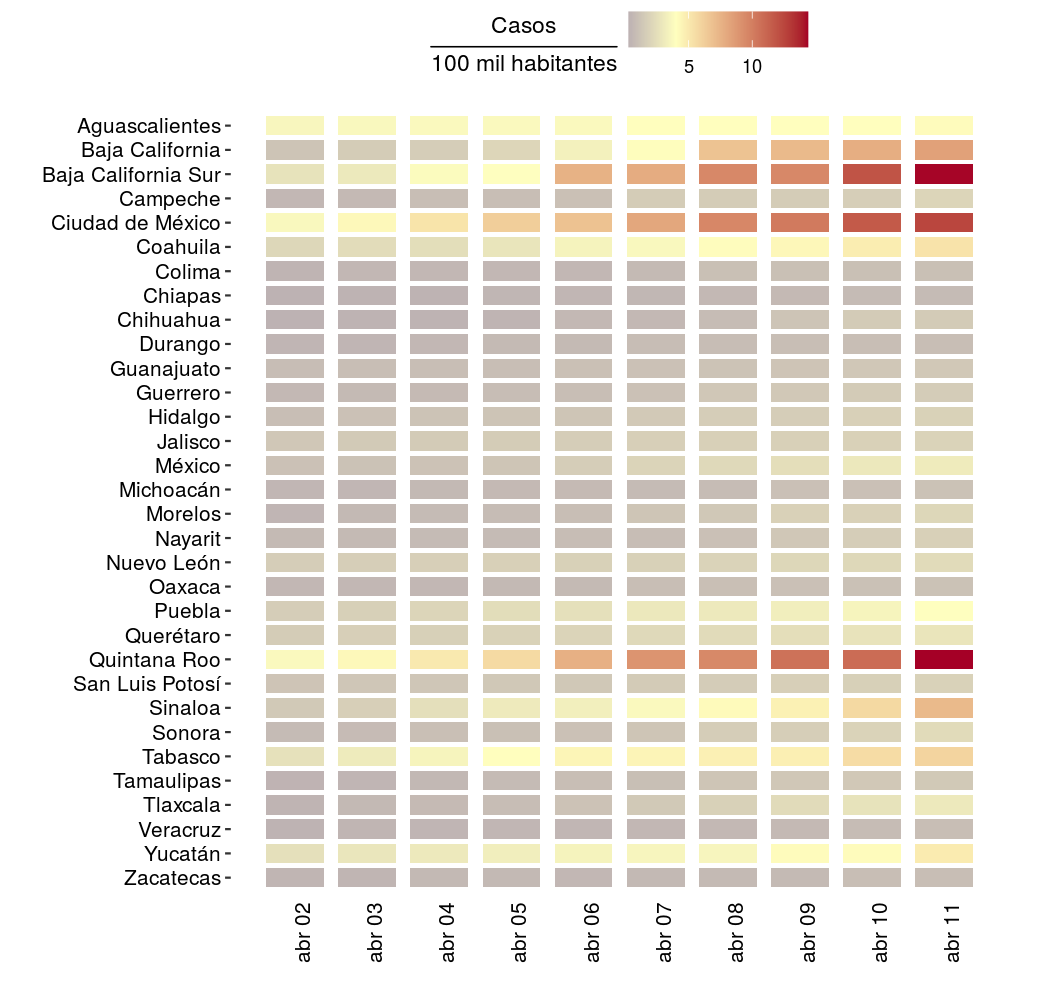 Casos
100 mil habitantes
5 10
Aguascalientes
Baja California
Baja California Sur
Campeche
Ciudad de México
Coahuila
Colima
Chiapas
Chihuahua
Durango
Guanajuato
Guerrero
Hidalgo
Jalisco
México
Michoacán
Morelos
Nayarit
Nuevo León
Oaxaca
Puebla
Querétaro
Quintana Roo
San Luis Potosí
Sinaloa
Sonora
Tabasco
Tamaulipas
Tlaxcala
Veracruz
Yucatán
Zacatecas
abr 02
abr 03
abr 04
abr 05
abr 06
abr 07
abr 08
abr 09
abr 10
abr 11